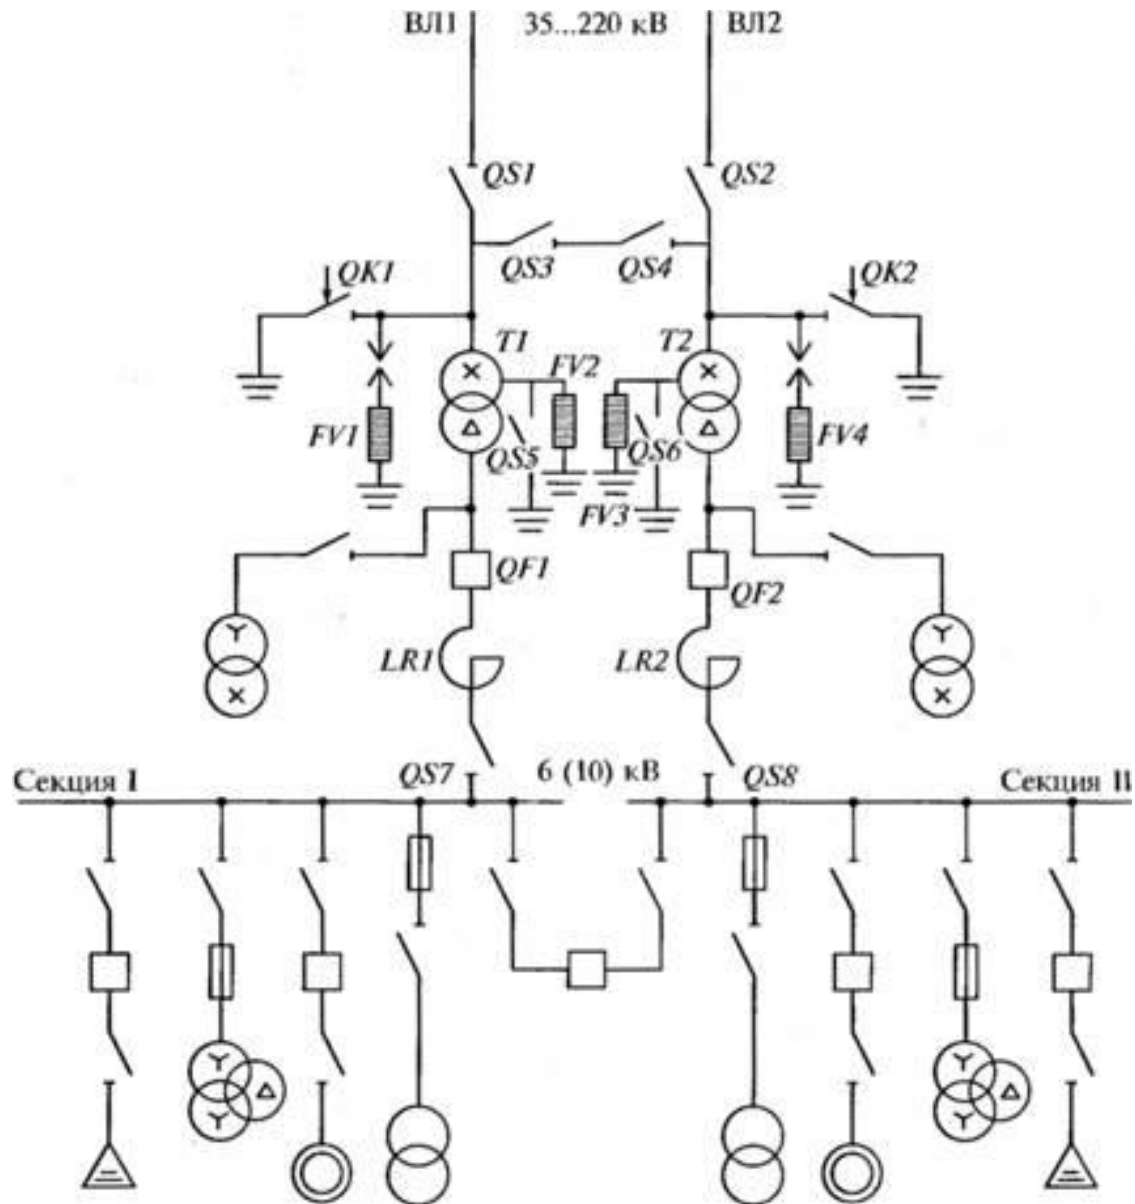 ВЛ1 35...220 кВ ВЛ2
QS1 QS2
QS3 QS4
QK1 QK2
T1 T2
FV2
FV1 QS5 QS6 FV4
FV3
QF1 QF2
LR1 LR2
QS7 6 (10) кВ QS8
Секция I Секция II